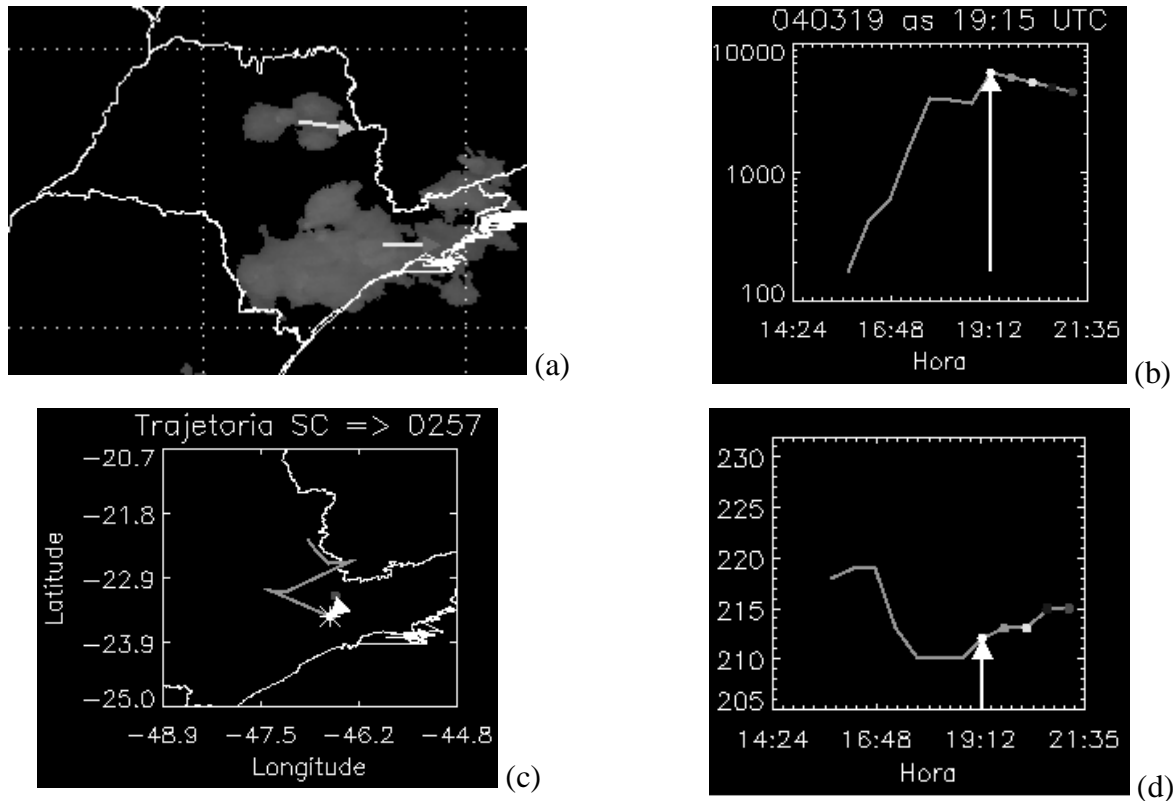 (a)
040319 as 19:15 UTC
10000
1000
100
14:24 16:48 19:12 21:35
Hora
(b)
Trajetoria SC => 0257
Latitude
-20.7
-21.8
-22.9
-23.9
-25.0
-48.9 -47.5 -46.2 -44.8
Longitude
(c)
230
225
220
215
210
205
14:24 16:48 19:12 21:35
Hora
(d)